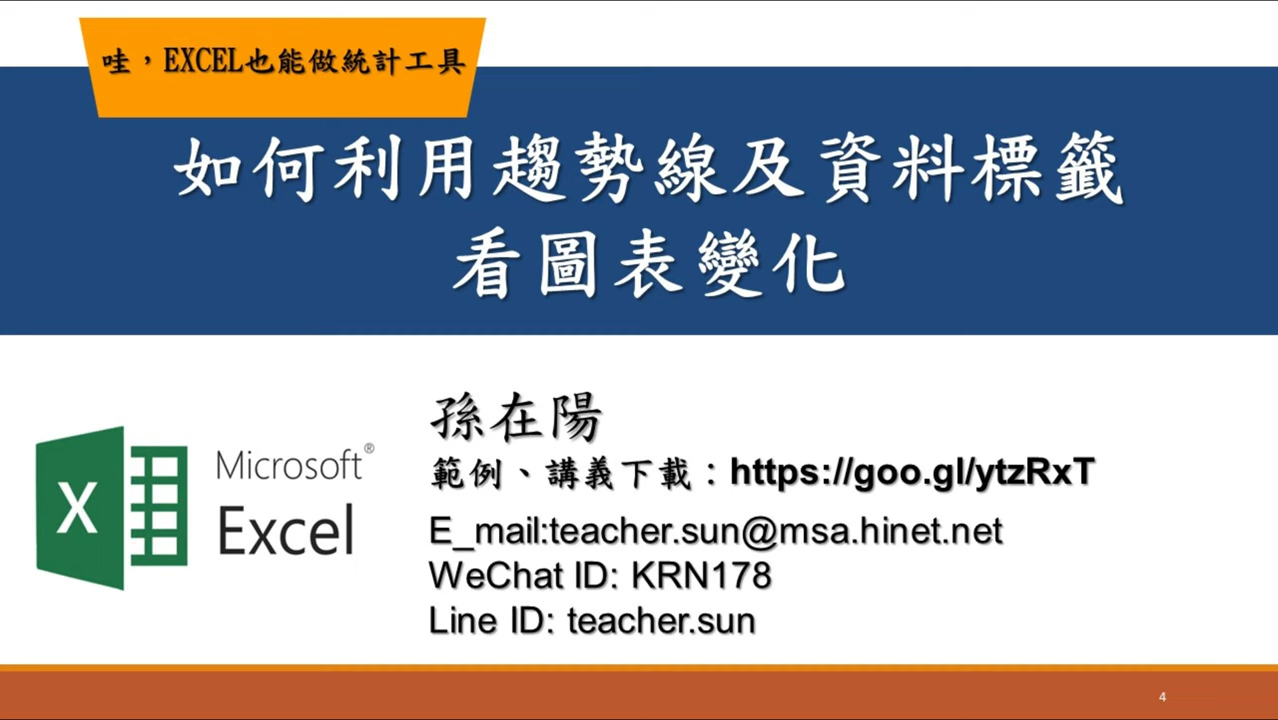 哇，EXCEL也能做統計工具
如何利用趨勢線及資料標籤
看圖表變化
孫在陽
範例、講義下載：https://goo.gl/ytzRxT
Microsoft®
Excel
E_mail:teacher.sun@msa.hinet.net
WeChat ID: KRN178
Line ID: teacher.sun
4